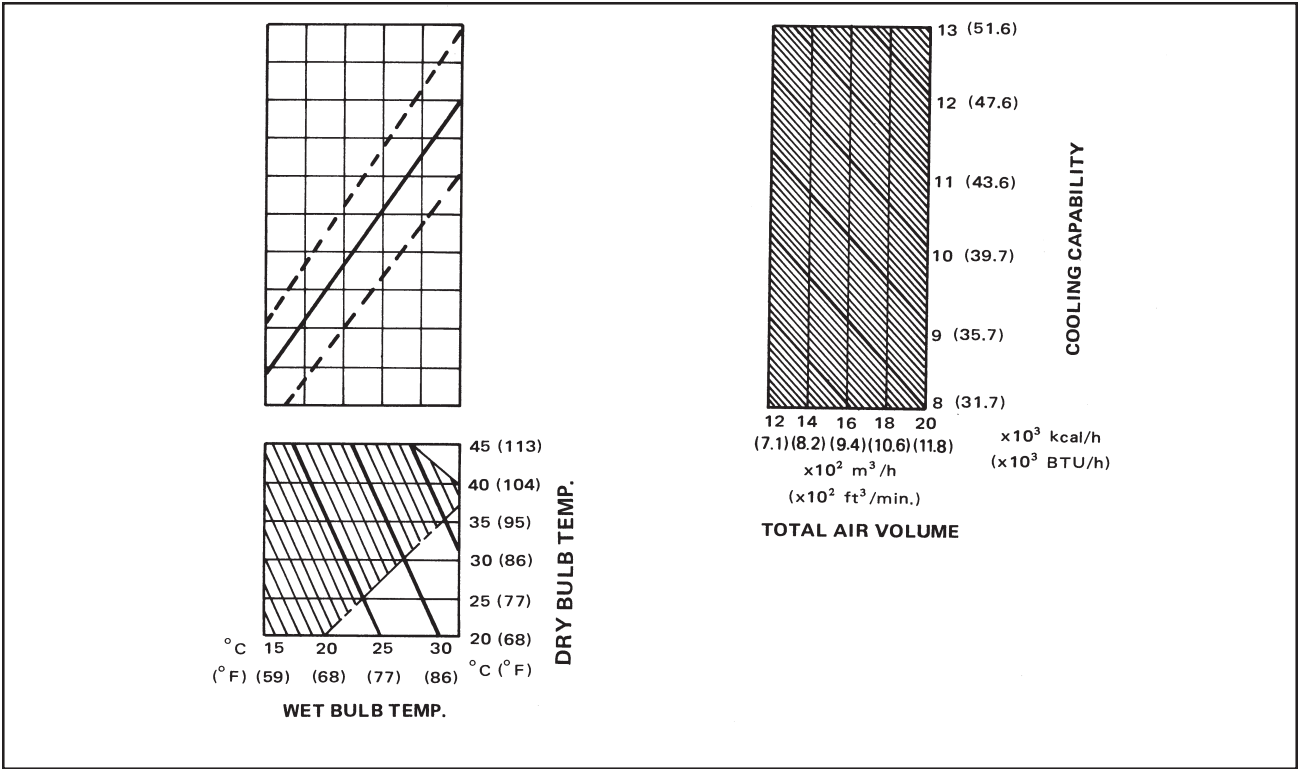 13 (51.6)
12 (47.6)
11 (43.6)
10 (39.7)
9 (35.7)
8 (31.7)
COOLING CAPABILITY
12 14 16 18 20
(7.1)(8.2)(9.4)(10.6)(11.8)
x10³ kcal/h
(x10³ BTU/h)
x10² m³/h
(x10² ft³/min.)
TOTAL AIR VOLUME
45 (113)
40 (104)
35 (95)
30 (86)
25 (77)
20 (68)
°C (°F)
DRY BULB TEMP.
°C 15 20 25 30
(°F) (59) (68) (77) (86)
WET BULB TEMP.